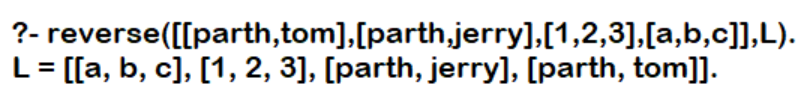 ?- reverse([[parth,tom],[parth,jerry],[1,2,3],[a,b,c]],L).
L = [[a, b, c], [1, 2, 3], [parth, jerry], [parth, tom]].